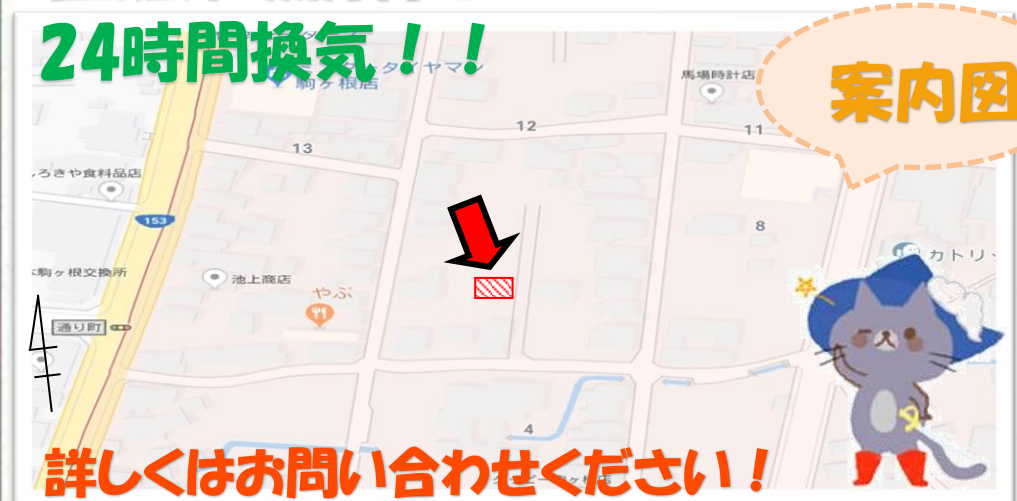 24時間換気!!
案内図
駒ヶ根店
馬場時計店
12
11
13
ろきや食料品店
153
8
カトリ
駒ヶ根交換所
池上商店
やぶ
通り町
4
詳しくはお問い合わせください!